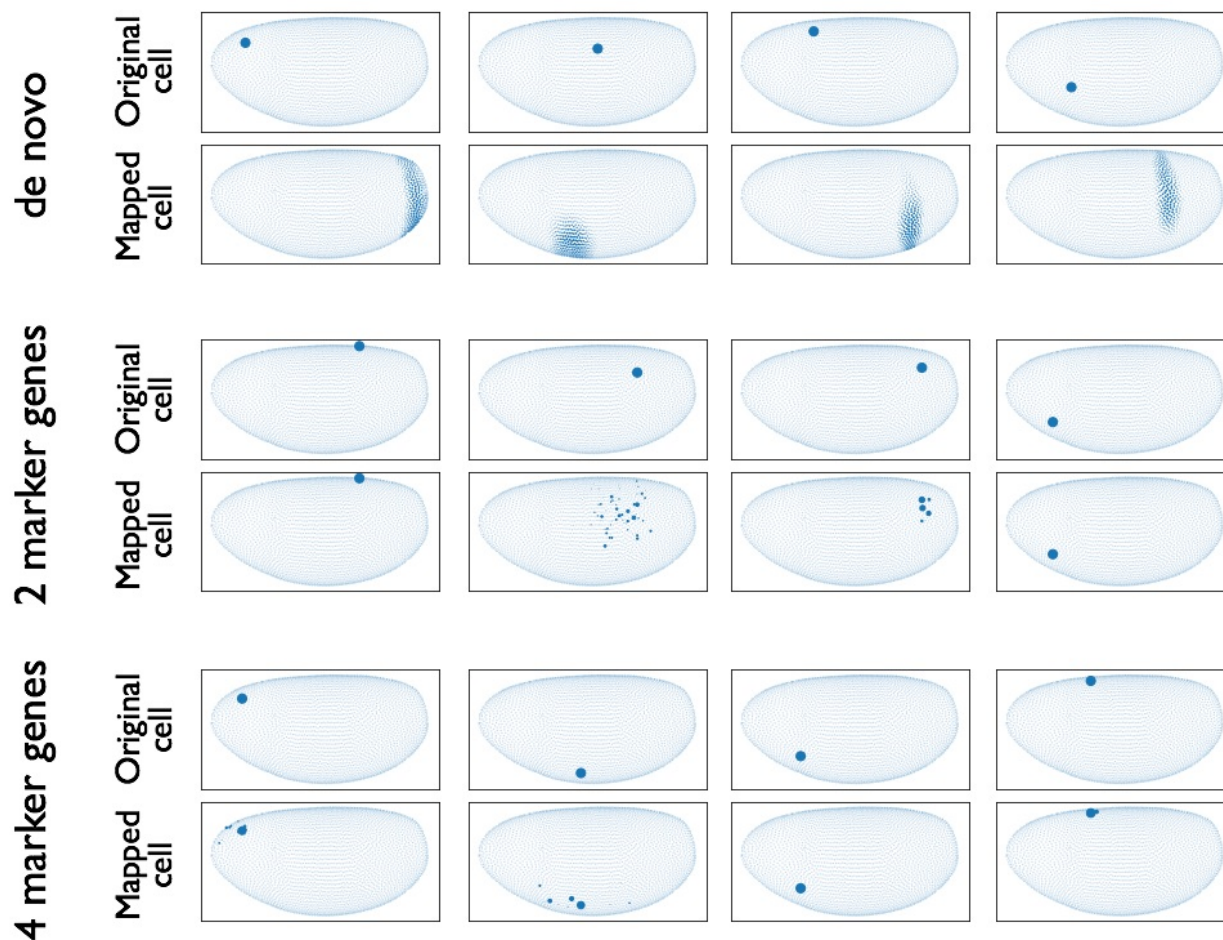 de novo
Original
cell
Mapped
cell
2 marker genes
Original
cell
Mapped
cell
4 marker genes
Original
cell
Mapped
cell